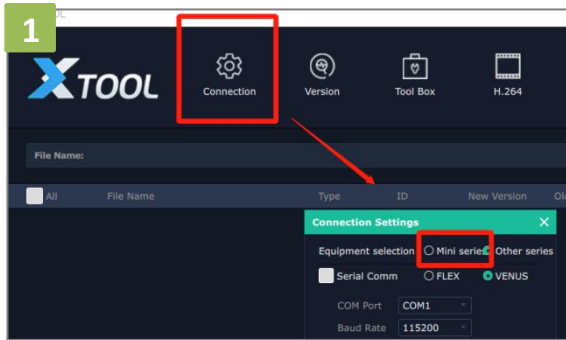 1
XTOOL
Connection Version Tool Box H.264
File Name:
All File Name Type ID New Version
Connection Settings X
Equipment selection Mini series Other series
Serial Comm FLEX VENUS
COM Port COM1
Baud Rate 115200